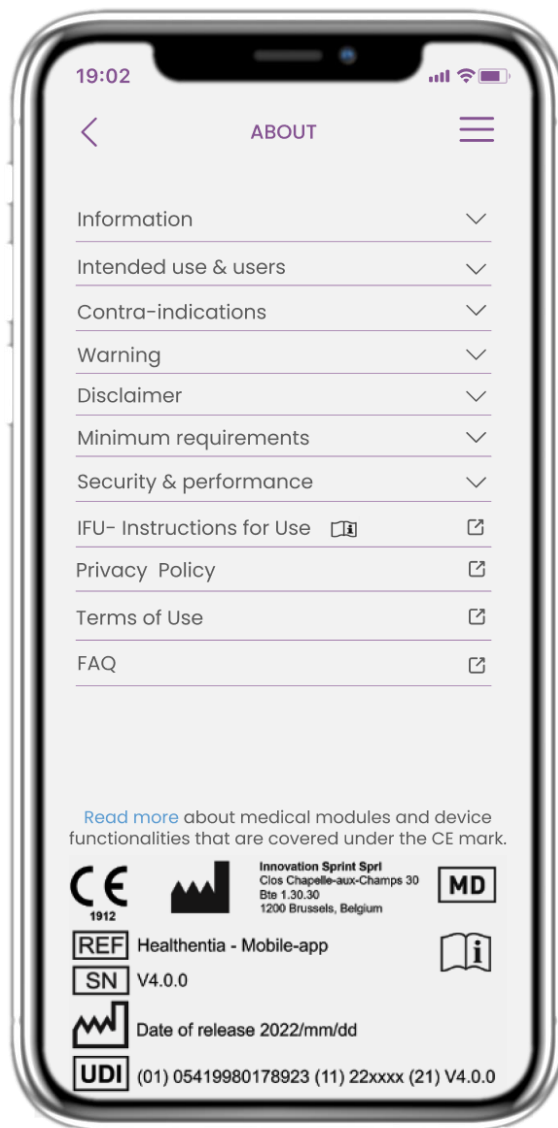 19:02
ABOUT
Information
Intended use & users
Contra-indications
Warning
Disclaimer
Minimum requirements
Security & performance
IFU- Instructions for Use i
Privacy Policy
Terms of Use
FAQ
Read more about medical modules and device
functionalities that are covered under the CE mark.
CE
1912
Innovation Sprint Sprl
Clos Chapelle-aux-Champs 30
Bte 1.30.30
1200 Brussels, Belgium
MD
REF Healthentia - Mobile-app
i
SN V4.0.0
Date of release 2022/mm/dd
UDI (01) 05419980178923 (11) 22xxxx (21) V4.0.0